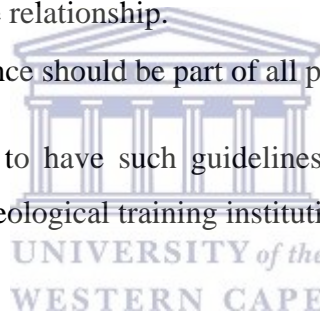 relationship.
nce should be part of all p
to have such guidelines
eological training instituti
UNIVERSITY of the
WESTERN CAPE